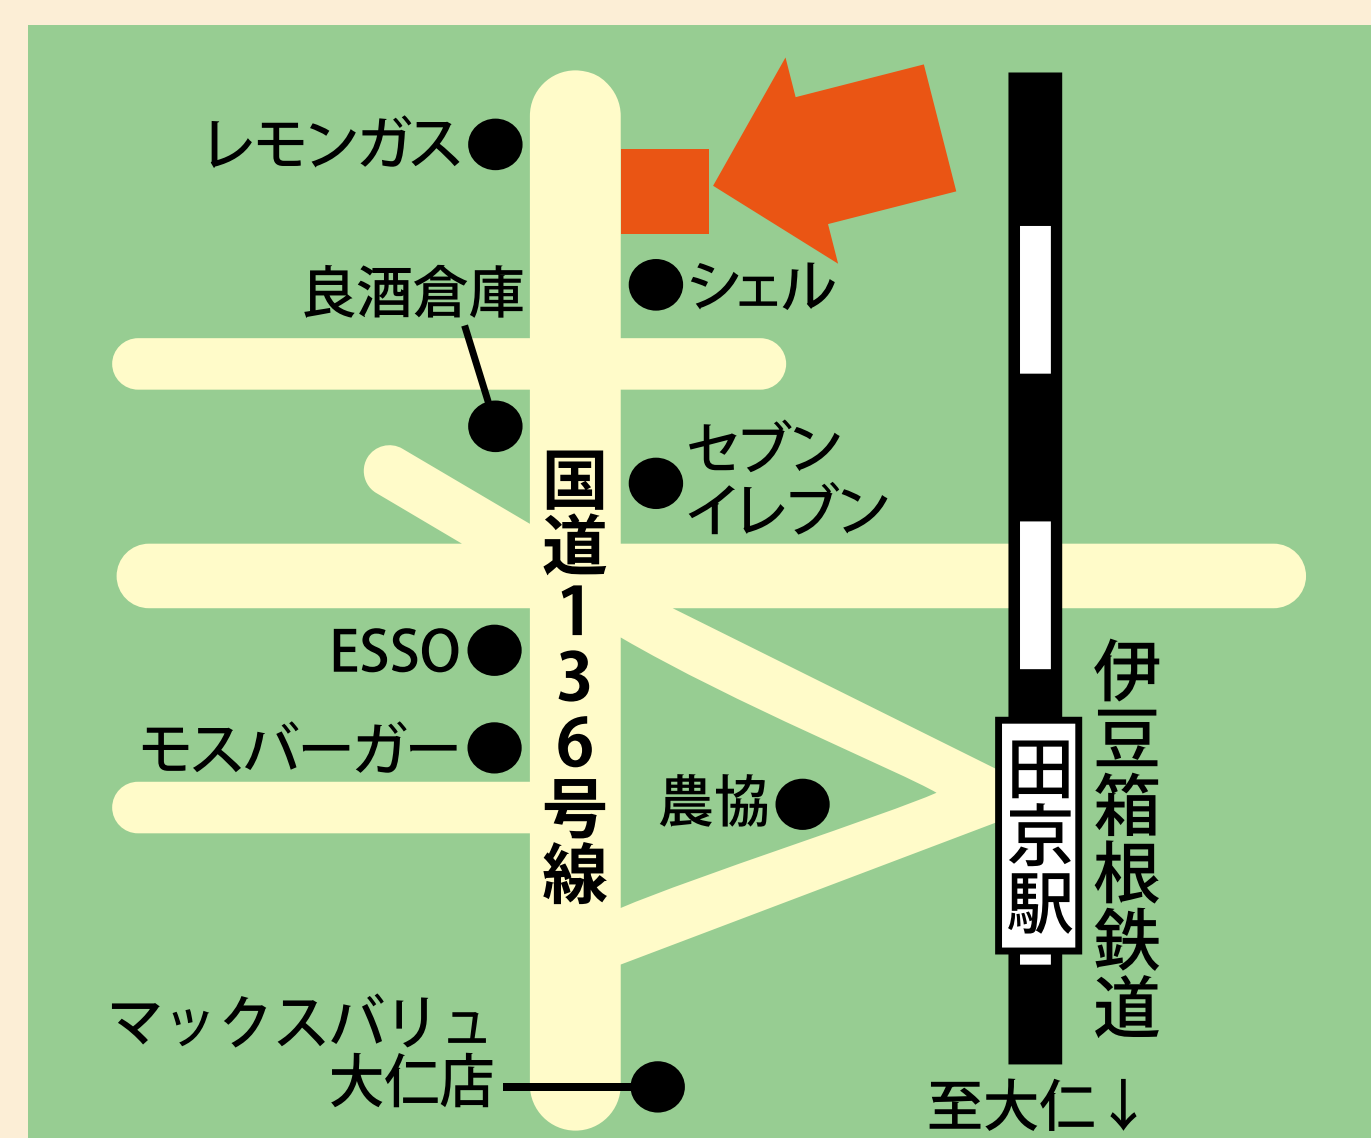 レモンガス
良酒倉庫
シェル
セブン
イレブン
国道136号線
ESSO
モスバーガー
農協
田京駅
伊豆箱根鉄道
マックスバリュ
大仁店
至大仁↓